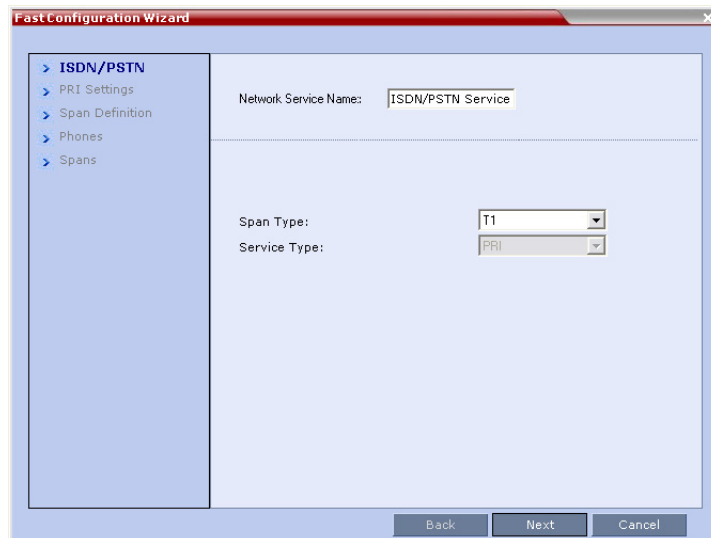 Fast Configuration Wizard
ISDN/PSTN
PRI Settings
Span Definition
Phones
Spans
Network Service Name::
ISDN/PSTN Service
Span Type:
T1
Service Type:
PRI
Back
Next
Cancel